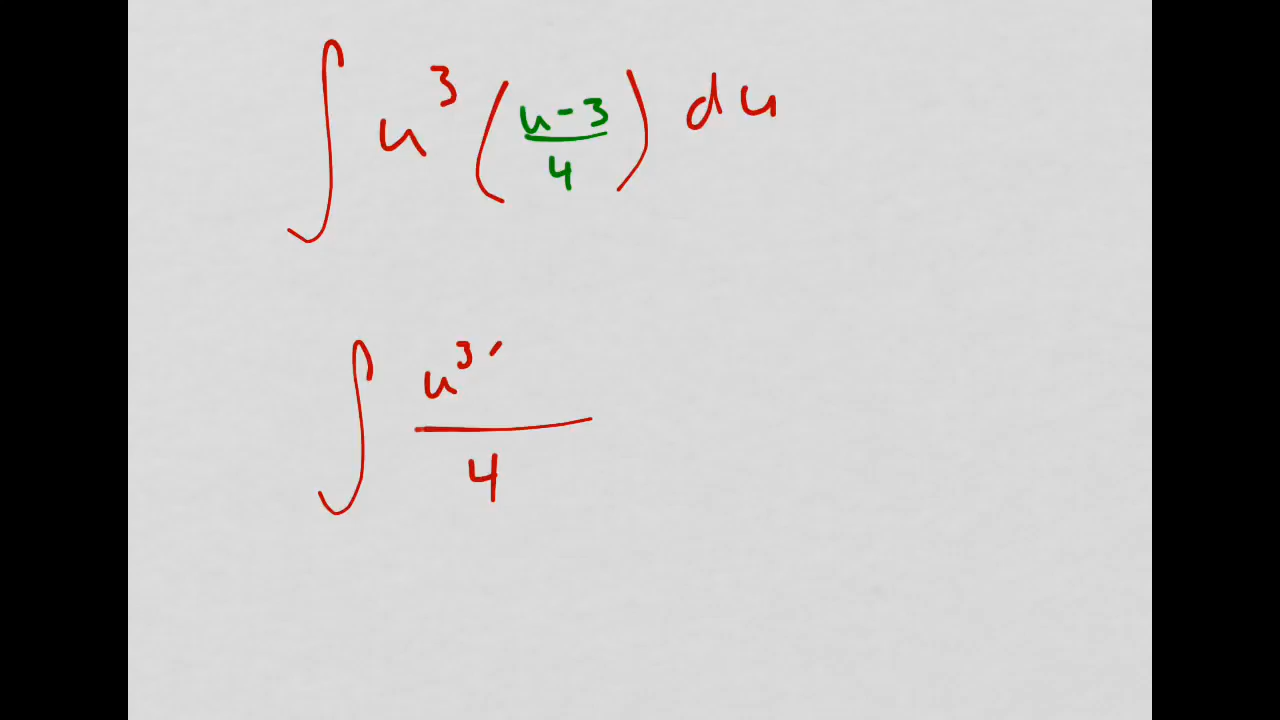 ∫ u³ (u-3/4) du
∫ u³ ′/4